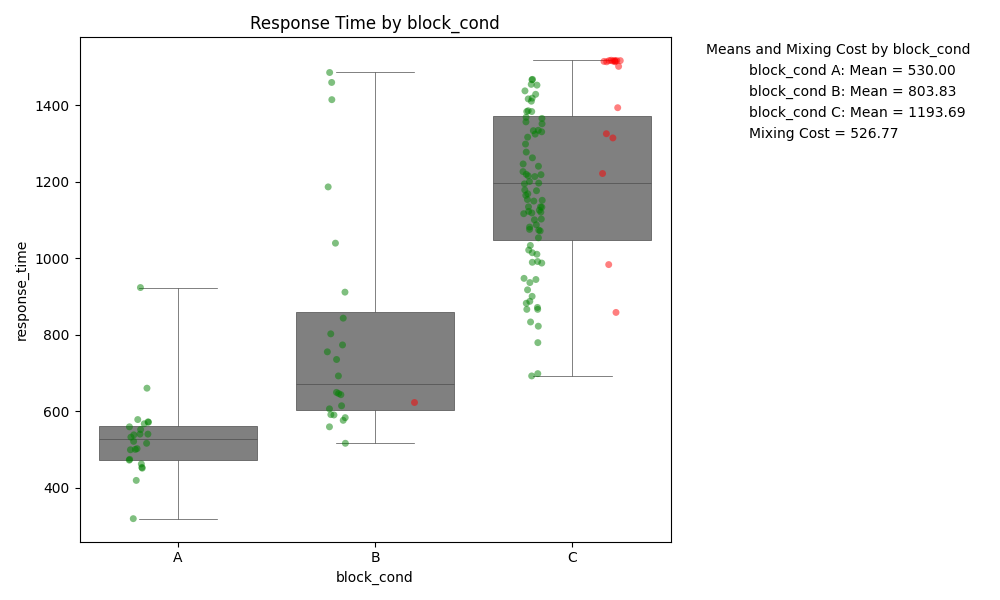 Response Time by block_cond
Means and Mixing Cost by block_cond
block_cond A: Mean = 530.00
block_cond B: Mean = 803.83
block_cond C: Mean = 1193.69
Mixing Cost = 526.77
response_time
1400
1200
1000
800
600
400
A
B
C
block_cond